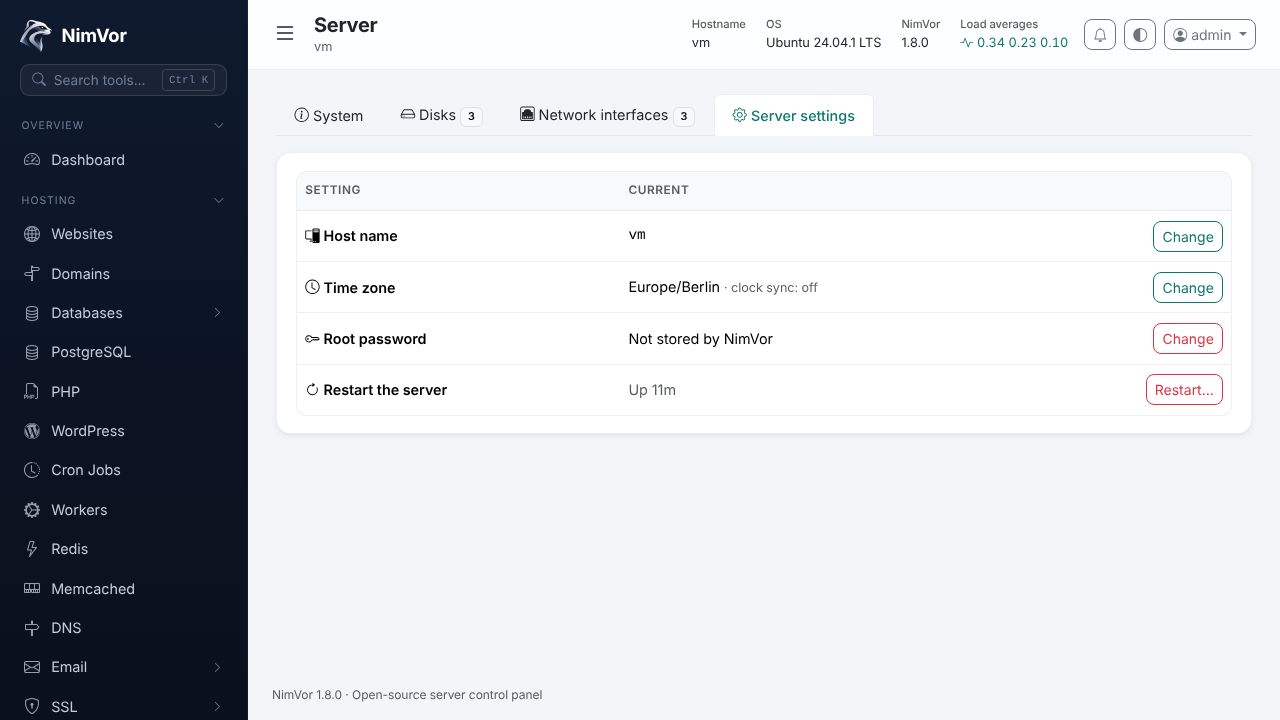 NimVor
Search tools... Ctrl K
OVERVIEW
Dashboard
HOSTING
Websites
Domains
Databases
PostgreSQL
PHP
WordPress
Cron Jobs
Workers
Redis
Memcached
DNS
Email
SSL
Server
vm
Hostname
vm
OS
Ubuntu 24.04.1 LTS
NimVor
1.8.0
Load averages
0.34 0.23 0.10
admin
System
Disks 3
Network interfaces 3
Server settings
SETTING CURRENT
Host name vm Change
Time zone Europe/Berlin · clock sync: off Change
Root password Not stored by NimVor Change
Restart the server Up 11m Restart...
NimVor 1.8.0 · Open-source server control panel